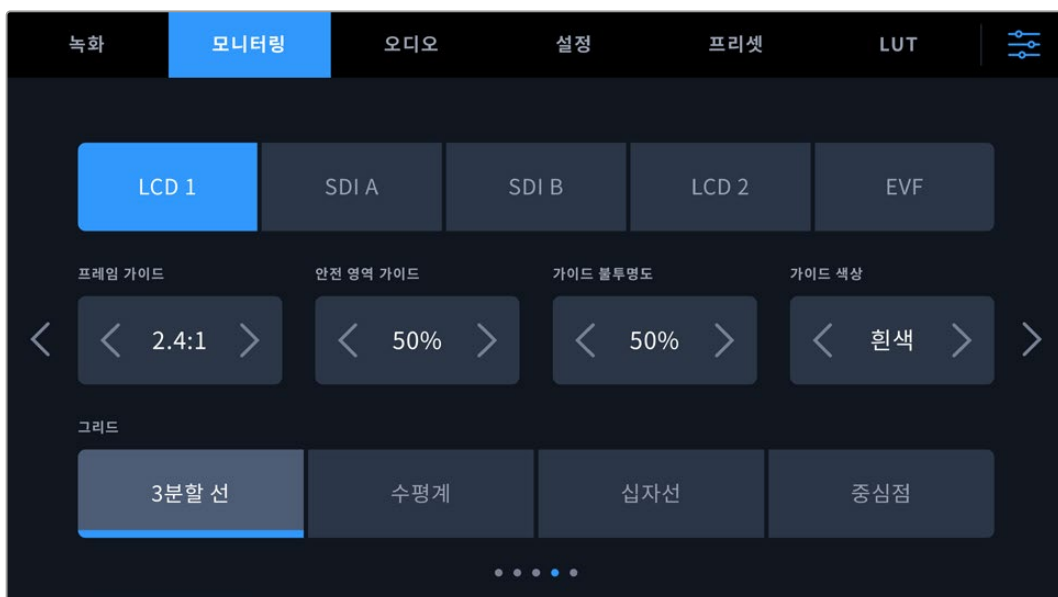 녹화 모니터링 오디오 설정 프리셋 LUT
LCD 1 SDI A SDI B LCD 2 EVF
프레임 가이드 안전 영역 가이드 가이드 불투명도 가이드 색상
2.4:1 50% 50% 흰색
그리드
3분할 선 수평계 십자선 중심점